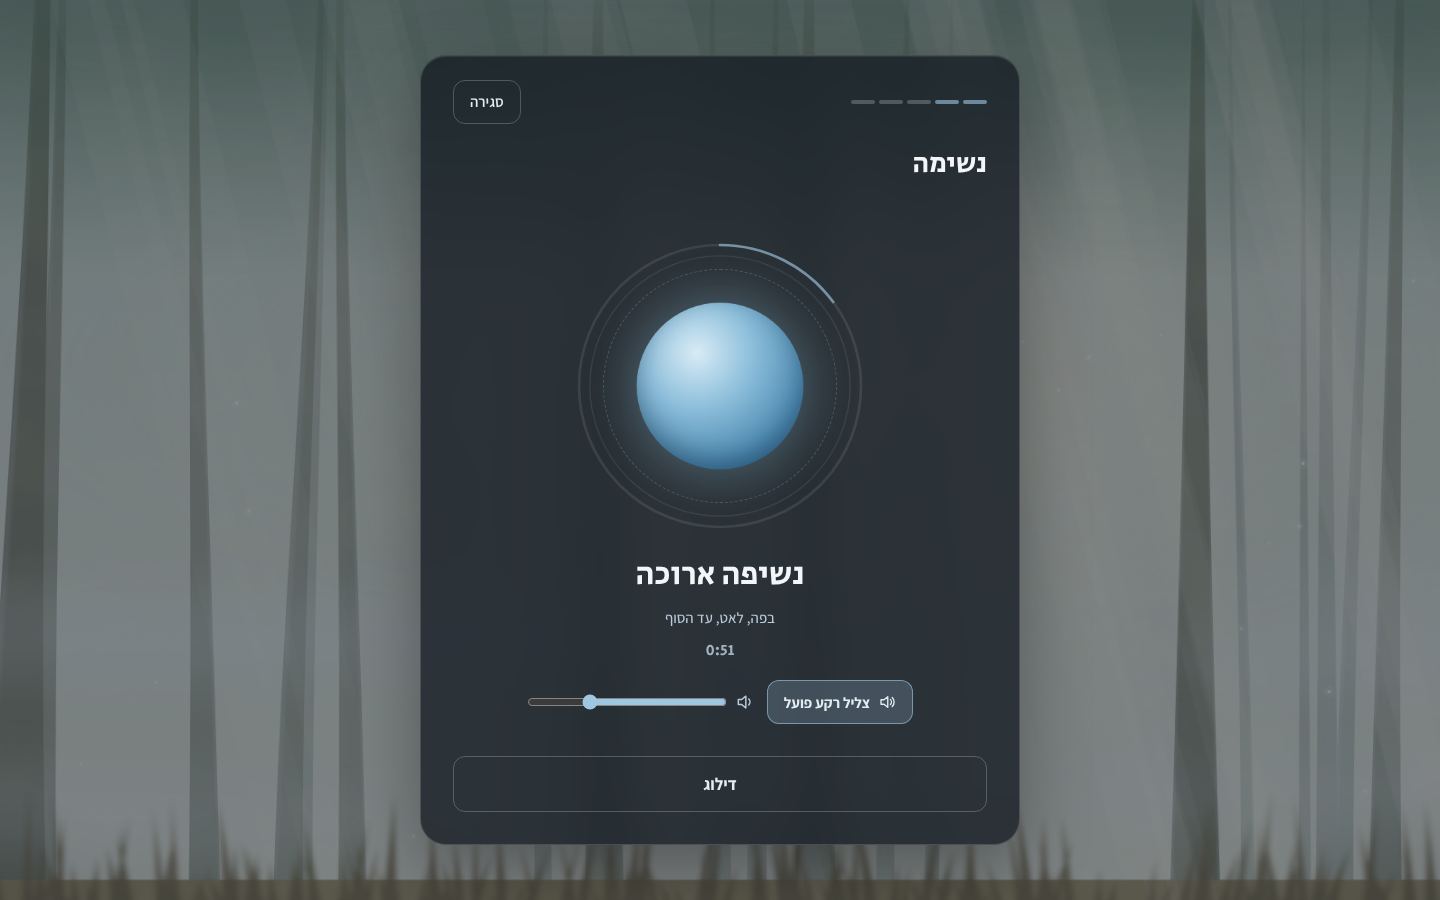 סגירה
נשימה
נשיפה ארוכה
בפה, לאט, עד הסוף
0:51
צליל רקע פועל
דילוג